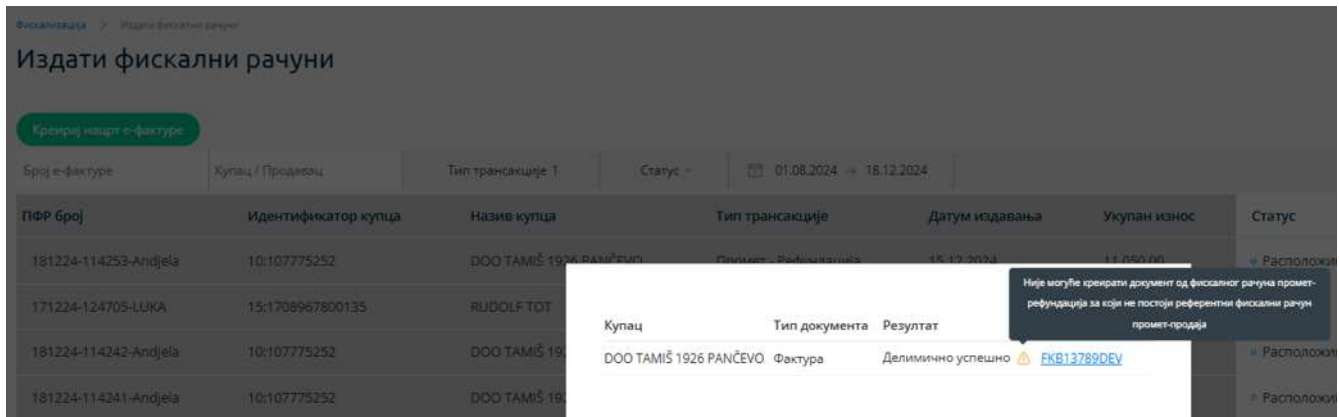 Фискализација > Издати фискални рачуни
Издати фискални рачуни
Креирај нацрт е-фактуре
Број е-фактуре Купац / Продавац Тип трансакције 1 Статус 01.08.2024 → 18.12.2024
ПФР број Идентификатор купца Назив купца Тип трансакције Датум издавања Укупан износ Статус
181224-114253-Andjela 10:107775252 DOO TAMIŠ 1926 PANČEVO Промет - Рефундација 15.12.2024 11.050,00
Није могуће креирати документ од фискалног рачуна промет-
рефундација за који не постоји референтни фискални рачун
промет-продаја
171224-124705-LUKA 15:1708967800135 RUDOLF TOT
Купац Тип документа Резултат
181224-114242-Andjela 10:107775252 DOO TAMIŠ
DOO TAMIŠ 1926 PANČEVO Фактура Делимично успешно FKB13789DEV
181224-114241-Andjela 10:107775252 DOO TAMIŠ